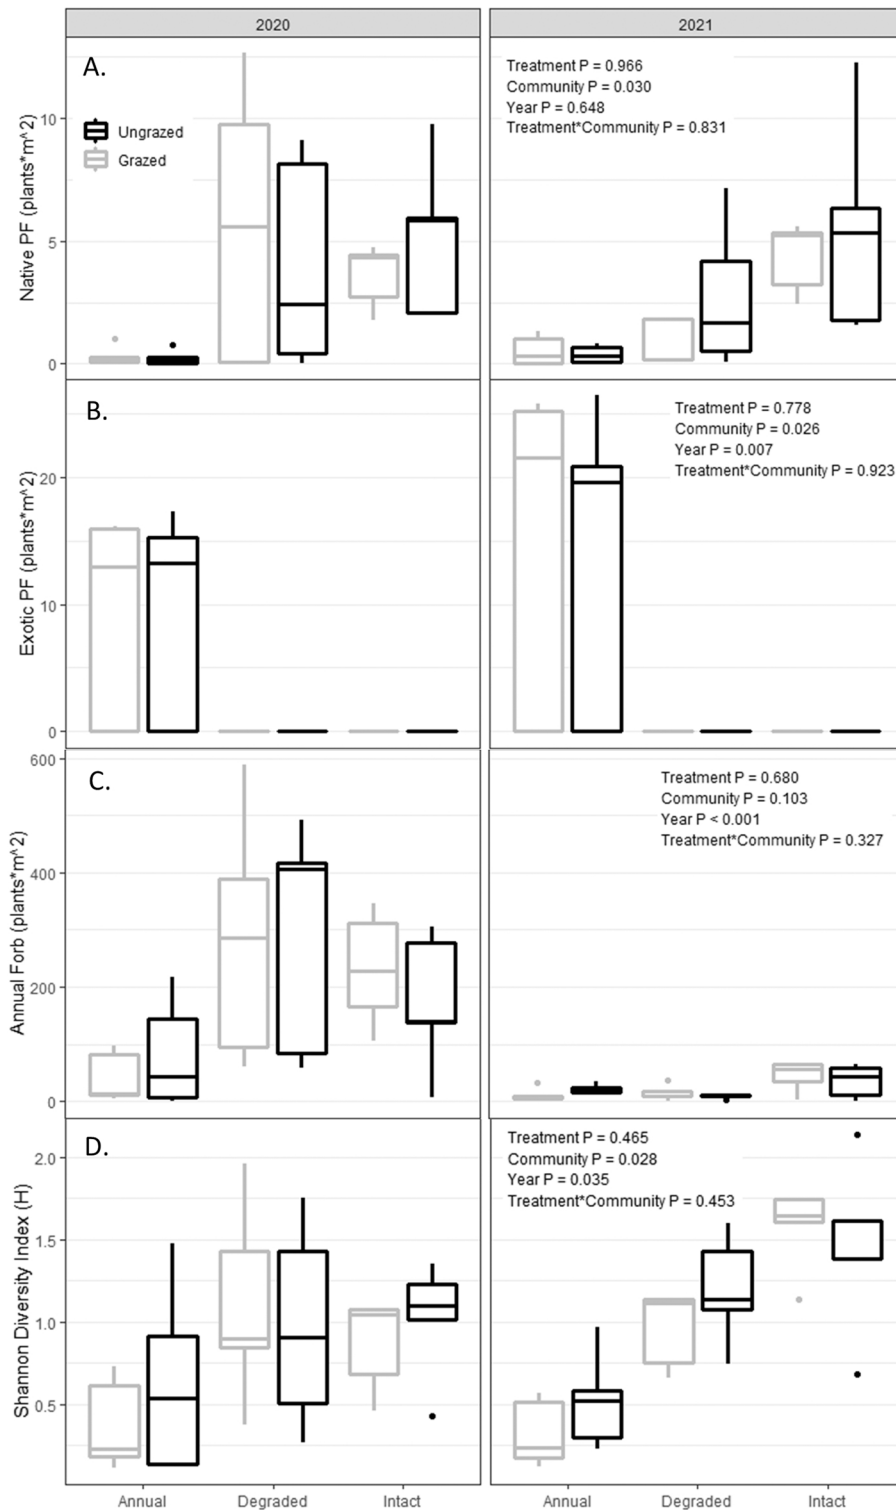 2020
2021
A.
Ungrazed
Grazed
Treatment P = 0.966
Community P = 0.030
Year P = 0.648
Treatment*Community P = 0.831
Native PF (plants*m^2)
10
5
0
B.
Treatment P = 0.778
Community P = 0.026
Year P = 0.007
Treatment*Community P = 0.923
Exotic PF (plants*m^2)
20
10
0
C.
Treatment P = 0.680
Community P = 0.103
Year P < 0.001
Treatment*Community P = 0.327
Annual Forb (plants*m^2)
600
400
200
0
D.
Treatment P = 0.465
Community P = 0.028
Year P = 0.035
Treatment*Community P = 0.453
Shannon Diversity Index (H)
2.0
1.5
1.0
0.5
Annual Degraded Intact
Annual Degraded Intact